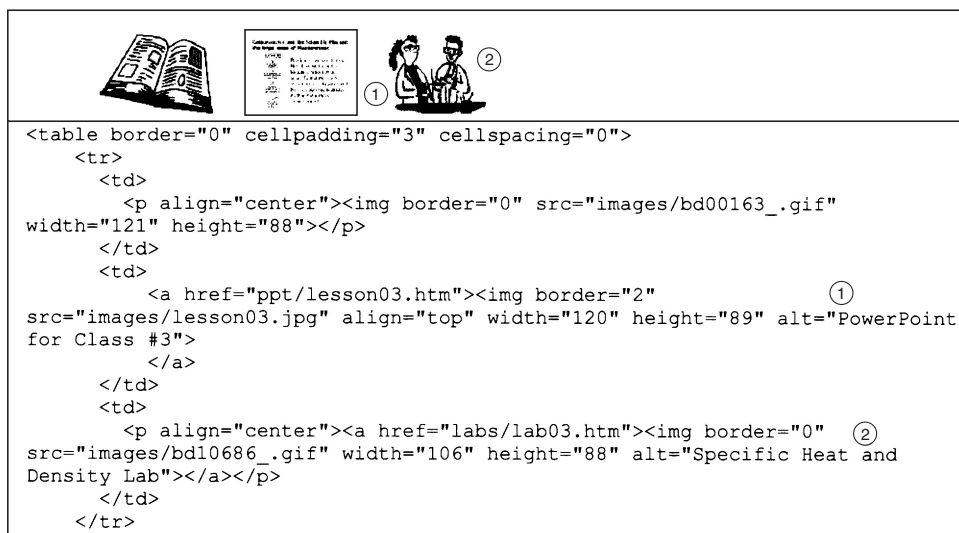 ①
②
<table border="0" cellpadding="3" cellspacing="0">
<tr>
<td>
<p align="center"><img border="0" src="images/bd00163_.gif"
width="121" height="88"></p>
</td>
<td>
<a href="ppt/lesson03.htm"><img border="2" ①
src="images/lesson03.jpg" align="top" width="120" height="89" alt="PowerPoint
for Class #3">
</a>
</td>
<td>
<p align="center"><a href="labs/lab03.htm"><img border="0" ②
src="images/bd10686_.gif" width="106" height="88" alt="Specific Heat and
Density Lab"></a></p>
</td>
</tr>